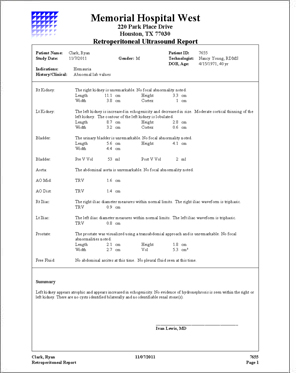 Memorial Hospital West
220 Park Place Drive
Houston, TX 77030
Retroperitoneal Ultrasound Report
Patient Name: Clark, Ryan Patient ID: 7655
Study Date: 11/7/2011 Gender: M Technologist: Nancy Young, RDMS
DOB, Age: 4/15/1971, 40 yr
Indications: Hematuria
History/Clinical: Abnormal lab values
Rt Kidney The right kidney is unremarkable. No focal abnormality noted.
Length 11.1 cm Height 5.5 cm
Width 5.8 cm Cortex 1 cm
Lt Kidney The left kidney is increased in echogenicity and decreased in size. Moderate cortical thinning of the
left kidney. The contour of the left kidney is lobulated.
Length 8.7 cm Height 2.8 cm
Width 5.2 cm Cortex 0.6 cm
Bladder The urinary bladder is unremarkable. No focal abnormality noted.
Length 5.6 cm Height 4.1 cm
Width 4.4 cm
Bladder Pre V Vol 53 ml Post V Vol 2 ml
Aorta The abdominal aorta is unremarkable. No focal abnormality noted.
AO Mid TRV 1.6 cm
AO Dist TRV 1.4 cm
Rt Iliac The right iliac diameter measures within normal limits. The right iliac waveform is triphasic.
TRV 0.9 cm
Lt Iliac The left iliac diameter measures within normal limits. The left iliac waveform is triphasic.
TRV 0.8 cm
Prostate The prostate was visualized using a transabdominal approach and is unremarkable. No focal
abnormalities noted.
Length 2.1 cm Height 1.8 cm
Width 2.7 cm Vol 5.3 cm³
Free Fluid No abdominal ascites at this time. No pleural fluid seen at this time.
Summary
Left kidney appears atrophic and appears increased in echogenicity. No evidence of hydronephrosis is seen within the right or
left kidney. There are no cysts identified bilaterally and no identifiable renal stone(s).
Ivan Lewis, MD
Clark, Ryan 11/07/2011 7655
Retroperitoneal Report Page 1